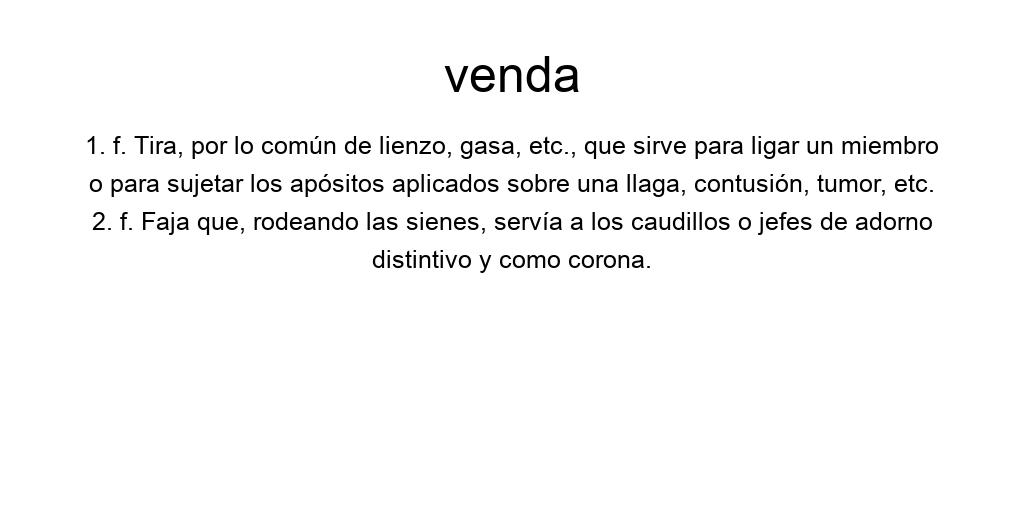 venda
1. f. Tira, por lo común de lienzo, gasa, etc., que sirve para ligar un miembro
o para sujetar los apósitos aplicados sobre una llaga, contusión, tumor, etc.
2. f. Faja que, rodeando las sienes, servía a los caudillos o jefes de adorno
distintivo y como corona.